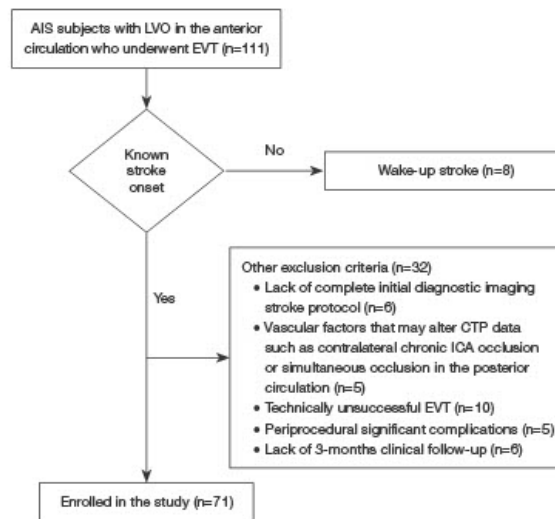 AIS subjects with LVO in the anterior
circulation who underwent EVT (n=111)
Known
stroke
onset
No
Wake-up stroke (n=8)
Yes
Other exclusion criteria (n=32)
• Lack of complete initial diagnostic imaging
stroke protocol (n=6)
• Vascular factors that may alter CTP data
such as contralateral chronic ICA occlusion
or simultaneous occlusion in the posterior
circulation (n=5)
• Technically unsuccessful EVT (n=10)
• Periprocedural significant complications (n=5)
• Lack of 3-months clinical follow-up (n=6)
Enrolled in the study (n=71)